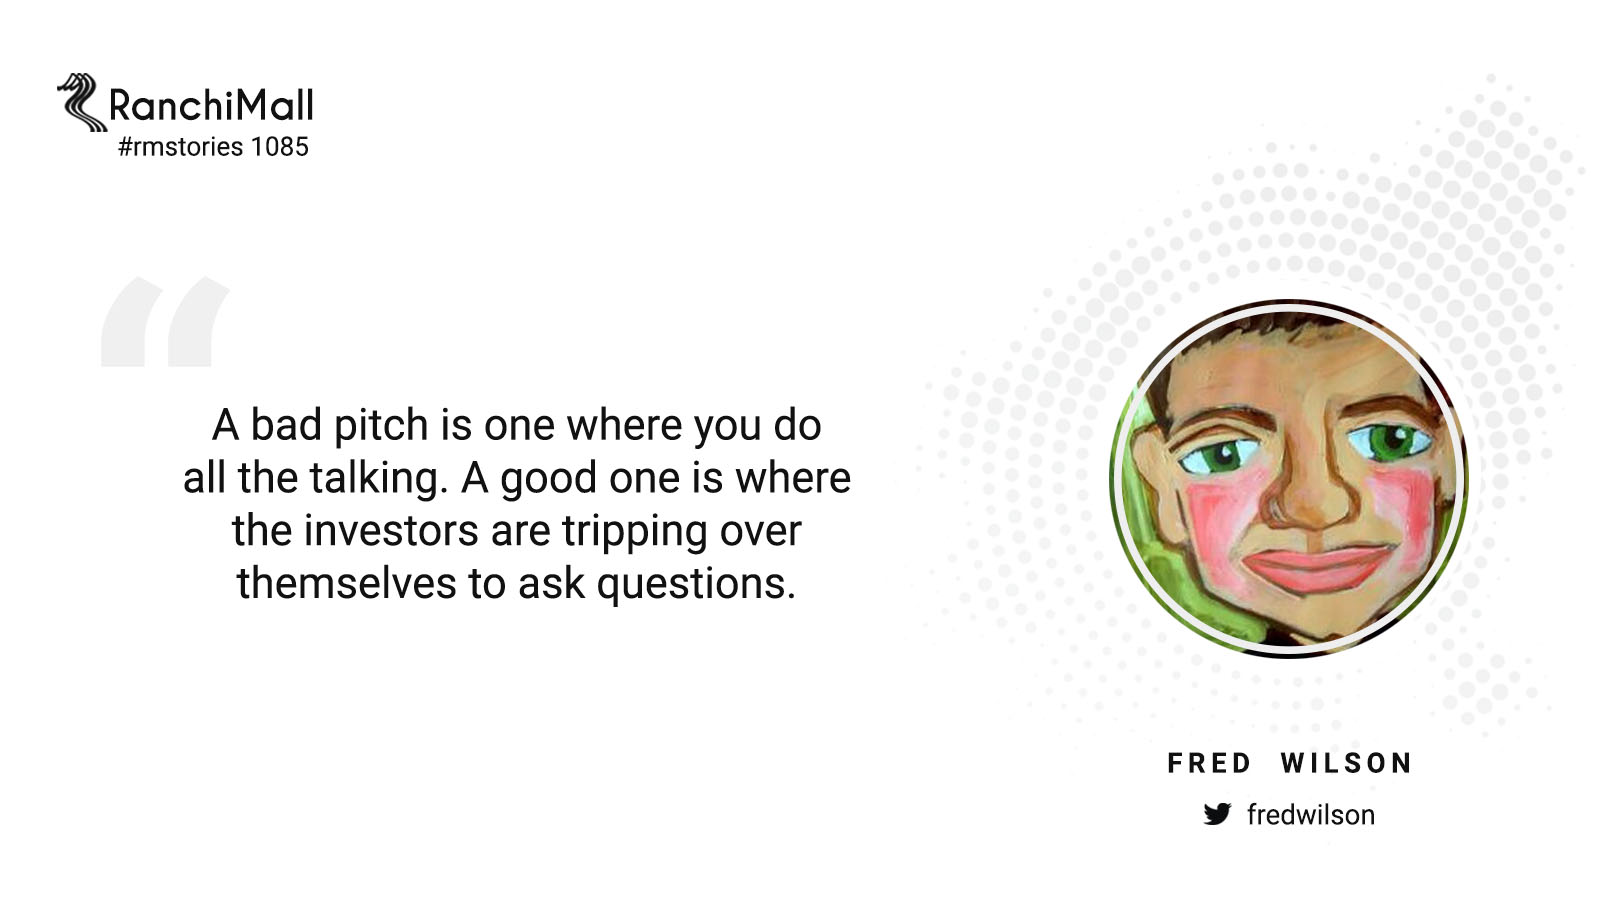 RanchiMall
#rmstories 1085
“
A bad pitch is one where you do
all the talking. A good one is where
the investors are tripping over
themselves to ask questions.
FRED WILSON
fredwilson